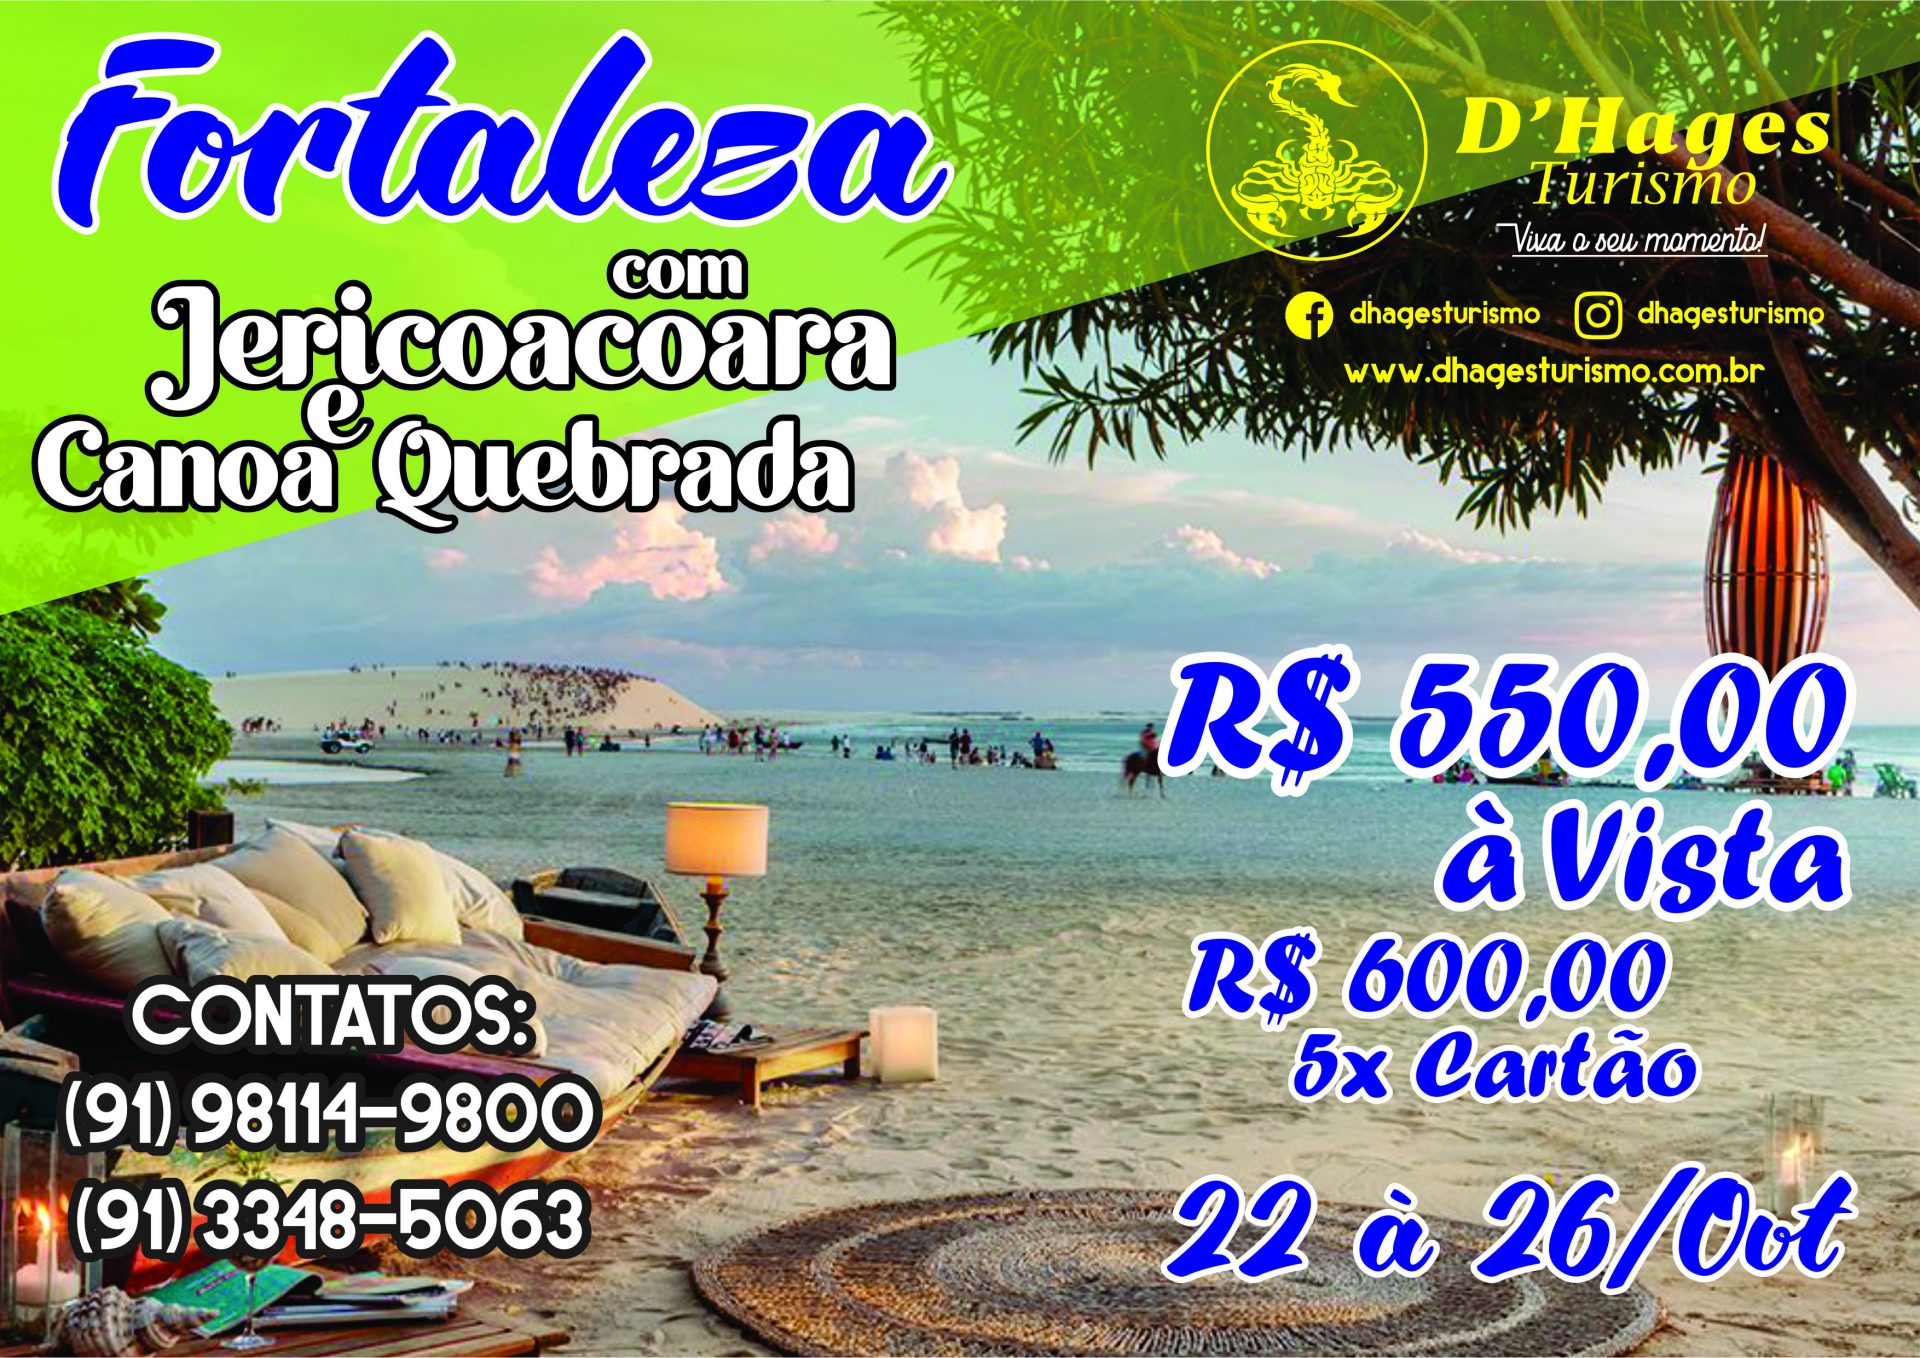 Fortaleza
com
Jericoacoara
e
Canoa Quebrada
D'Hages
Turismo
Viva o seu momento!
dhagesturismo dhagesturismo
www.dhagesturismo.com.br
R$ 550,00
à Vista
R$ 600,00
5x Cartão
22 à 26/Out
CONTATOS:
(91) 98114-9800
(91) 3348-5063